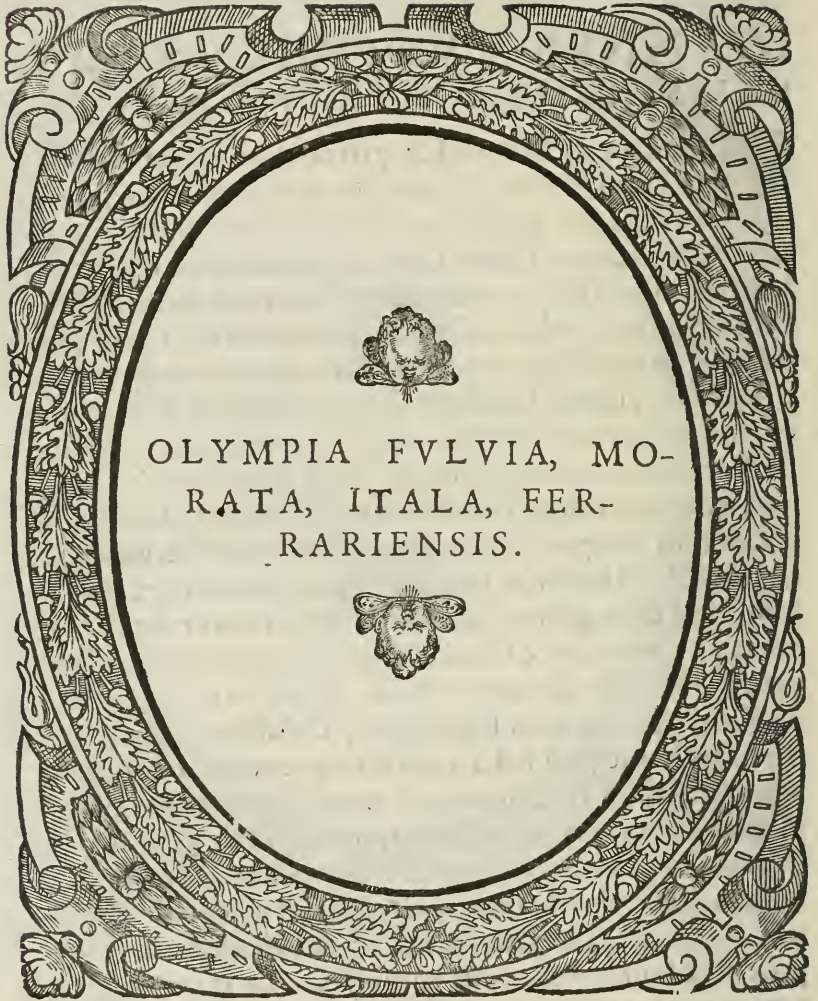 OLYMPIA FVLVIA, MO-
RATA, ITALA, FER-
RARIENSIS.